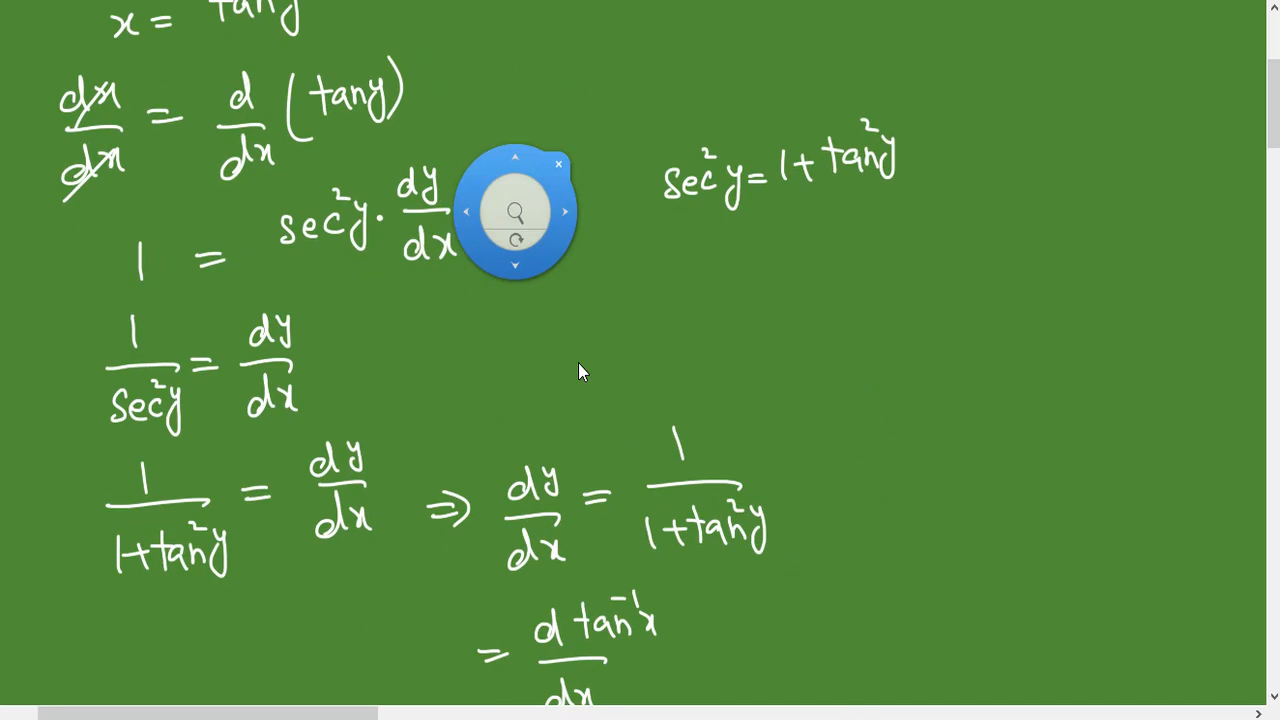 x = tany
dx/dx = d/dx (tany)
1 = sec²y · dy/dx
sec²y = 1 + tan²y
1/sec²y = dy/dx
1/1+tan²y = dy/dx ⇒ dy/dx = 1/1+tan²y
= d tan⁻¹x/dx